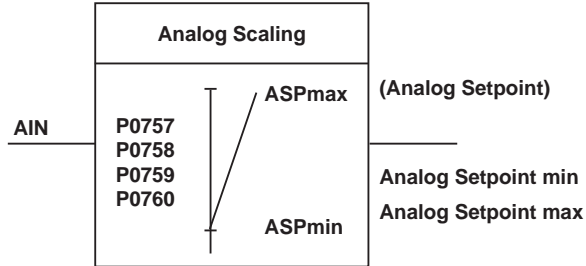 Analog Scaling
ASPmax
(Analog Setpoint)
AIN
P0757
P0758
P0759
P0760
Analog Setpoint min
Analog Setpoint max
ASPmin